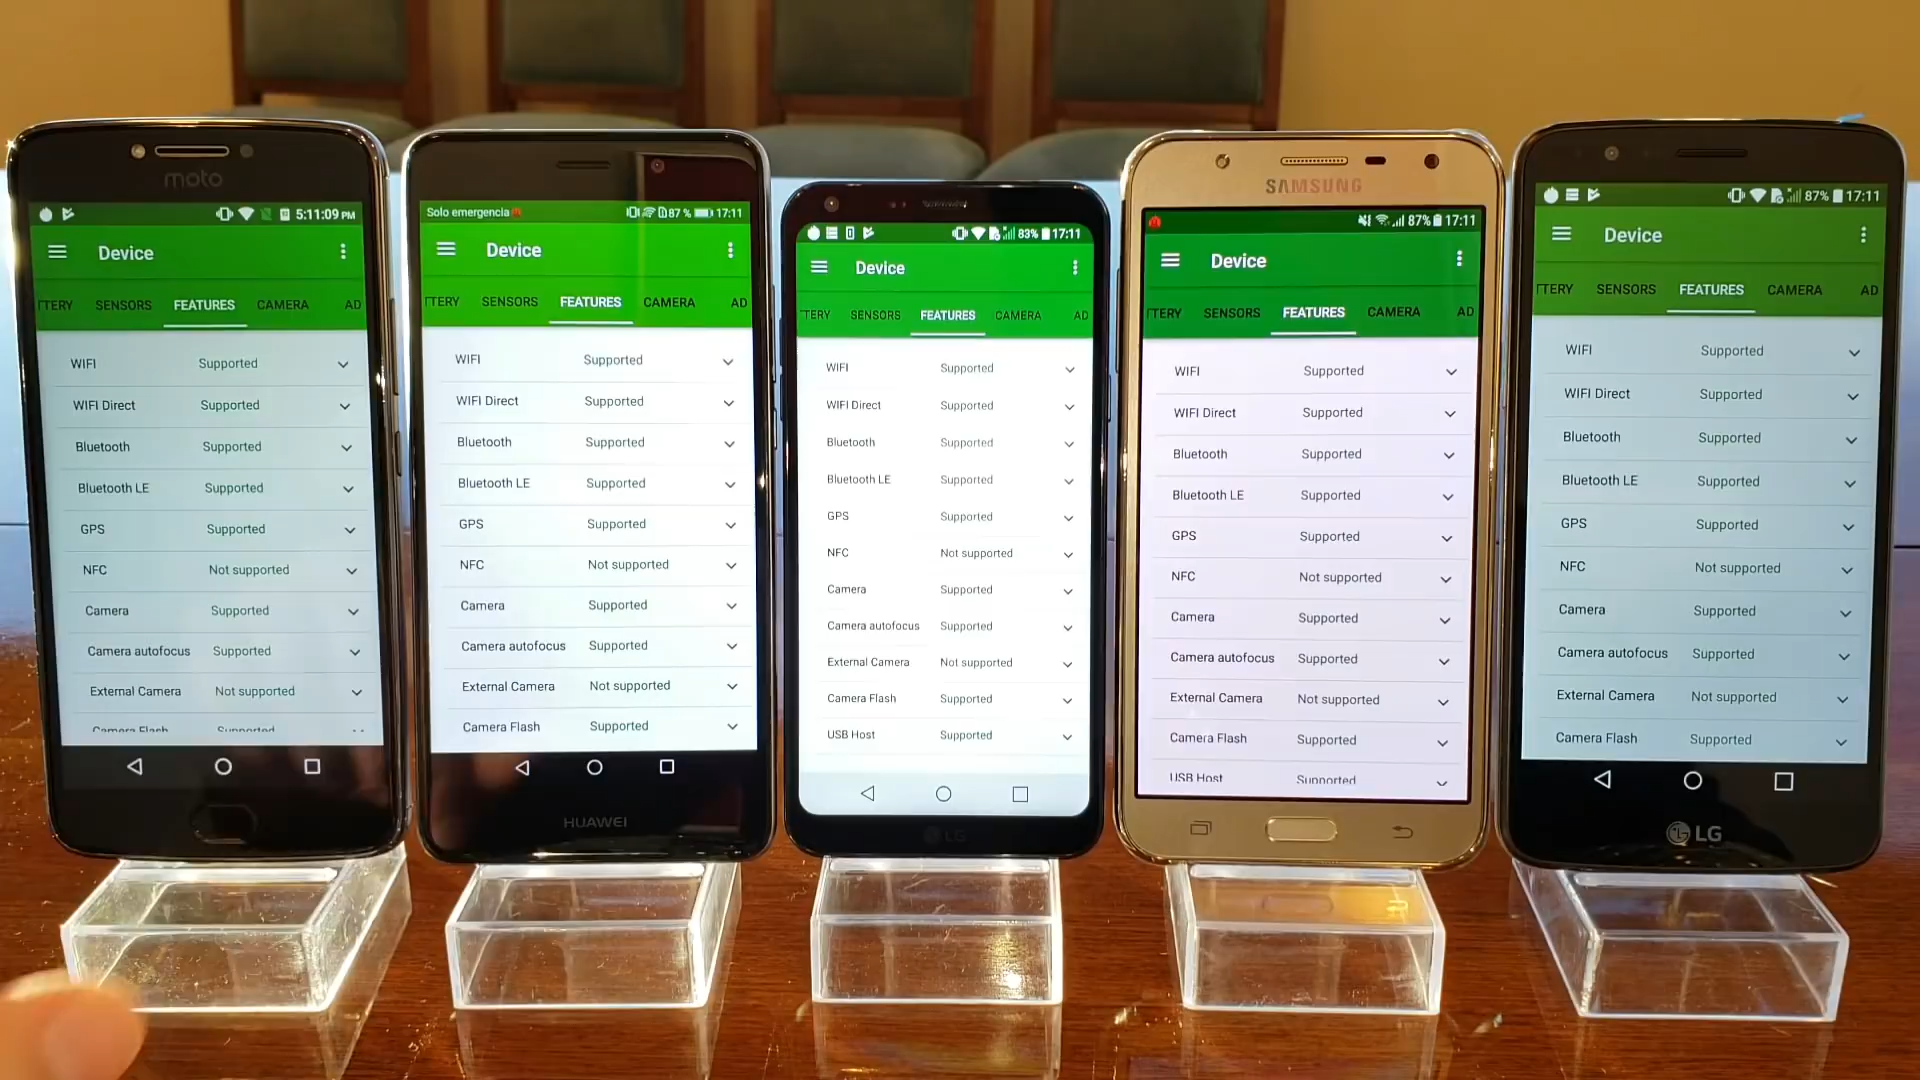 moto
5:11:09 PM
Device
TTERY SENSORS FEATURES CAMERA AD
WIFI Supported
WIFI Direct Supported
Bluetooth Supported
Bluetooth LE Supported
GPS Supported
NFC Not supported
Camera Supported
Camera autofocus Supported
External Camera Not supported
Camera Flash Supported
Solo emergencia 87 % 17:11
Device
TTERY SENSORS FEATURES CAMERA AD
WIFI Supported
WIFI Direct Supported
Bluetooth Supported
Bluetooth LE Supported
GPS Supported
NFC Not supported
Camera Supported
Camera autofocus Supported
External Camera Not supported
Camera Flash Supported
HUAWEI
83% 17:11
Device
TTERY SENSORS FEATURES CAMERA AD
WIFI Supported
WIFI Direct Supported
Bluetooth Supported
Bluetooth LE Supported
GPS Supported
NFC Not supported
Camera Supported
Camera autofocus Supported
External Camera Not supported
Camera Flash Supported
USB Host Supported
LG
SAMSUNG
87% 17:11
Device
TTERY SENSORS FEATURES CAMERA AD
WIFI Supported
WIFI Direct Supported
Bluetooth Supported
Bluetooth LE Supported
GPS Supported
NFC Not supported
Camera Supported
Camera autofocus Supported
External Camera Not supported
Camera Flash Supported
USB Host Supported
87% 17:11
Device
TTERY SENSORS FEATURES CAMERA AD
WIFI Supported
WIFI Direct Supported
Bluetooth Supported
Bluetooth LE Supported
GPS Supported
NFC Not supported
Camera Supported
Camera autofocus Supported
External Camera Not supported
Camera Flash Supported
LG